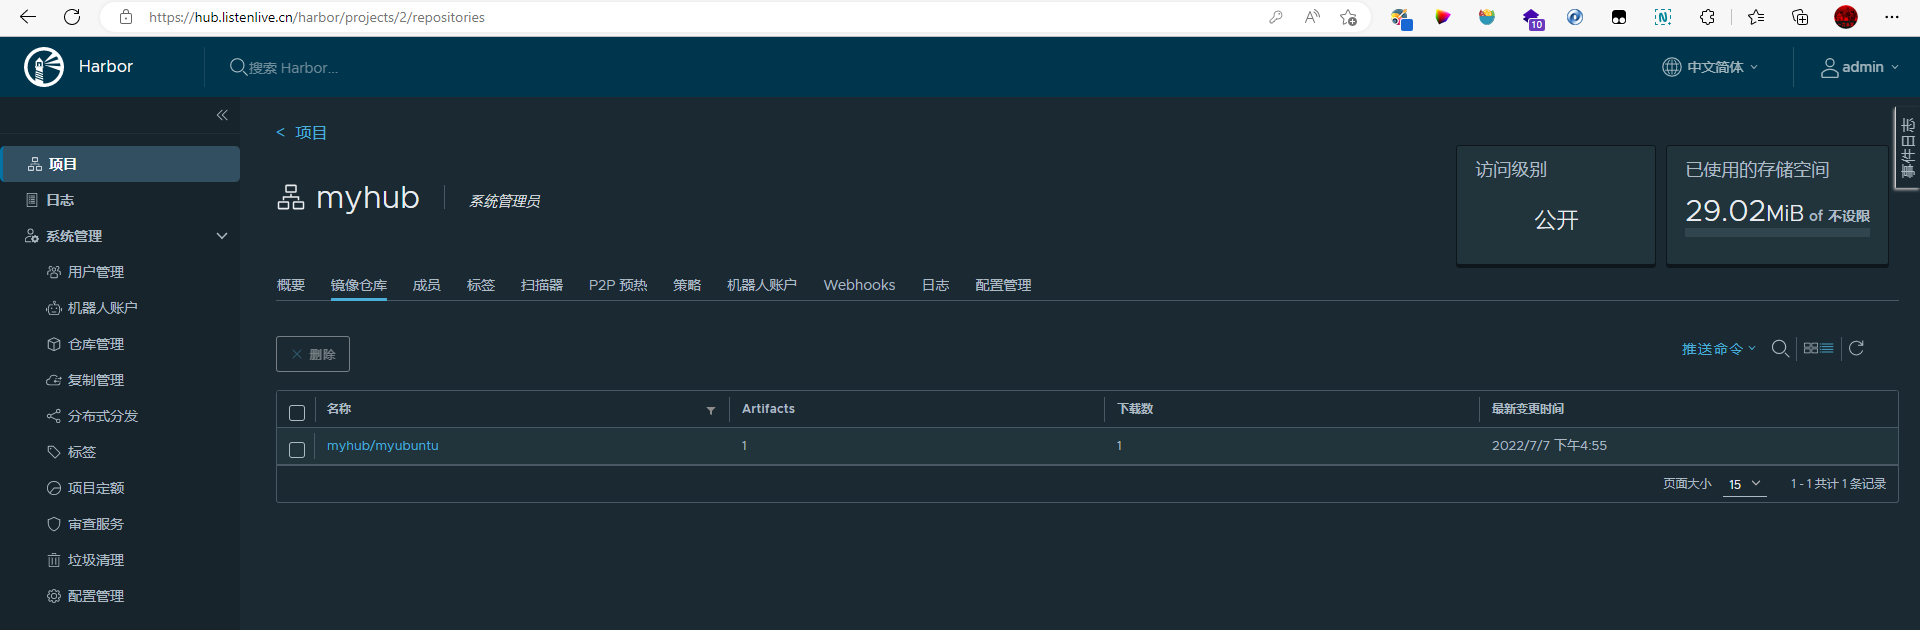 https://hub.listenlive.cn/harbor/projects/2/repositories
10
Harbor
搜索 Harbor...
中文简体
admin
项目
日志
系统管理
用户管理
机器人账户
仓库管理
复制管理
分布式分发
标签
项目定额
审查服务
垃圾清理
配置管理
< 项目
myhub
系统管理员
访问级别
公开
已使用的存储空间
29.02MiB of 不设限
事件日志
概要 镜像仓库 成员 标签 扫描器 P2P 预热 策略 机器人账户 Webhooks 日志 配置管理
删除
推送命令
名称 Artifacts 下载数 最新变更时间
myhub/myubuntu 1 1 2022/7/7 下午4:55
页面大小 15 1 - 1 共计 1 条记录